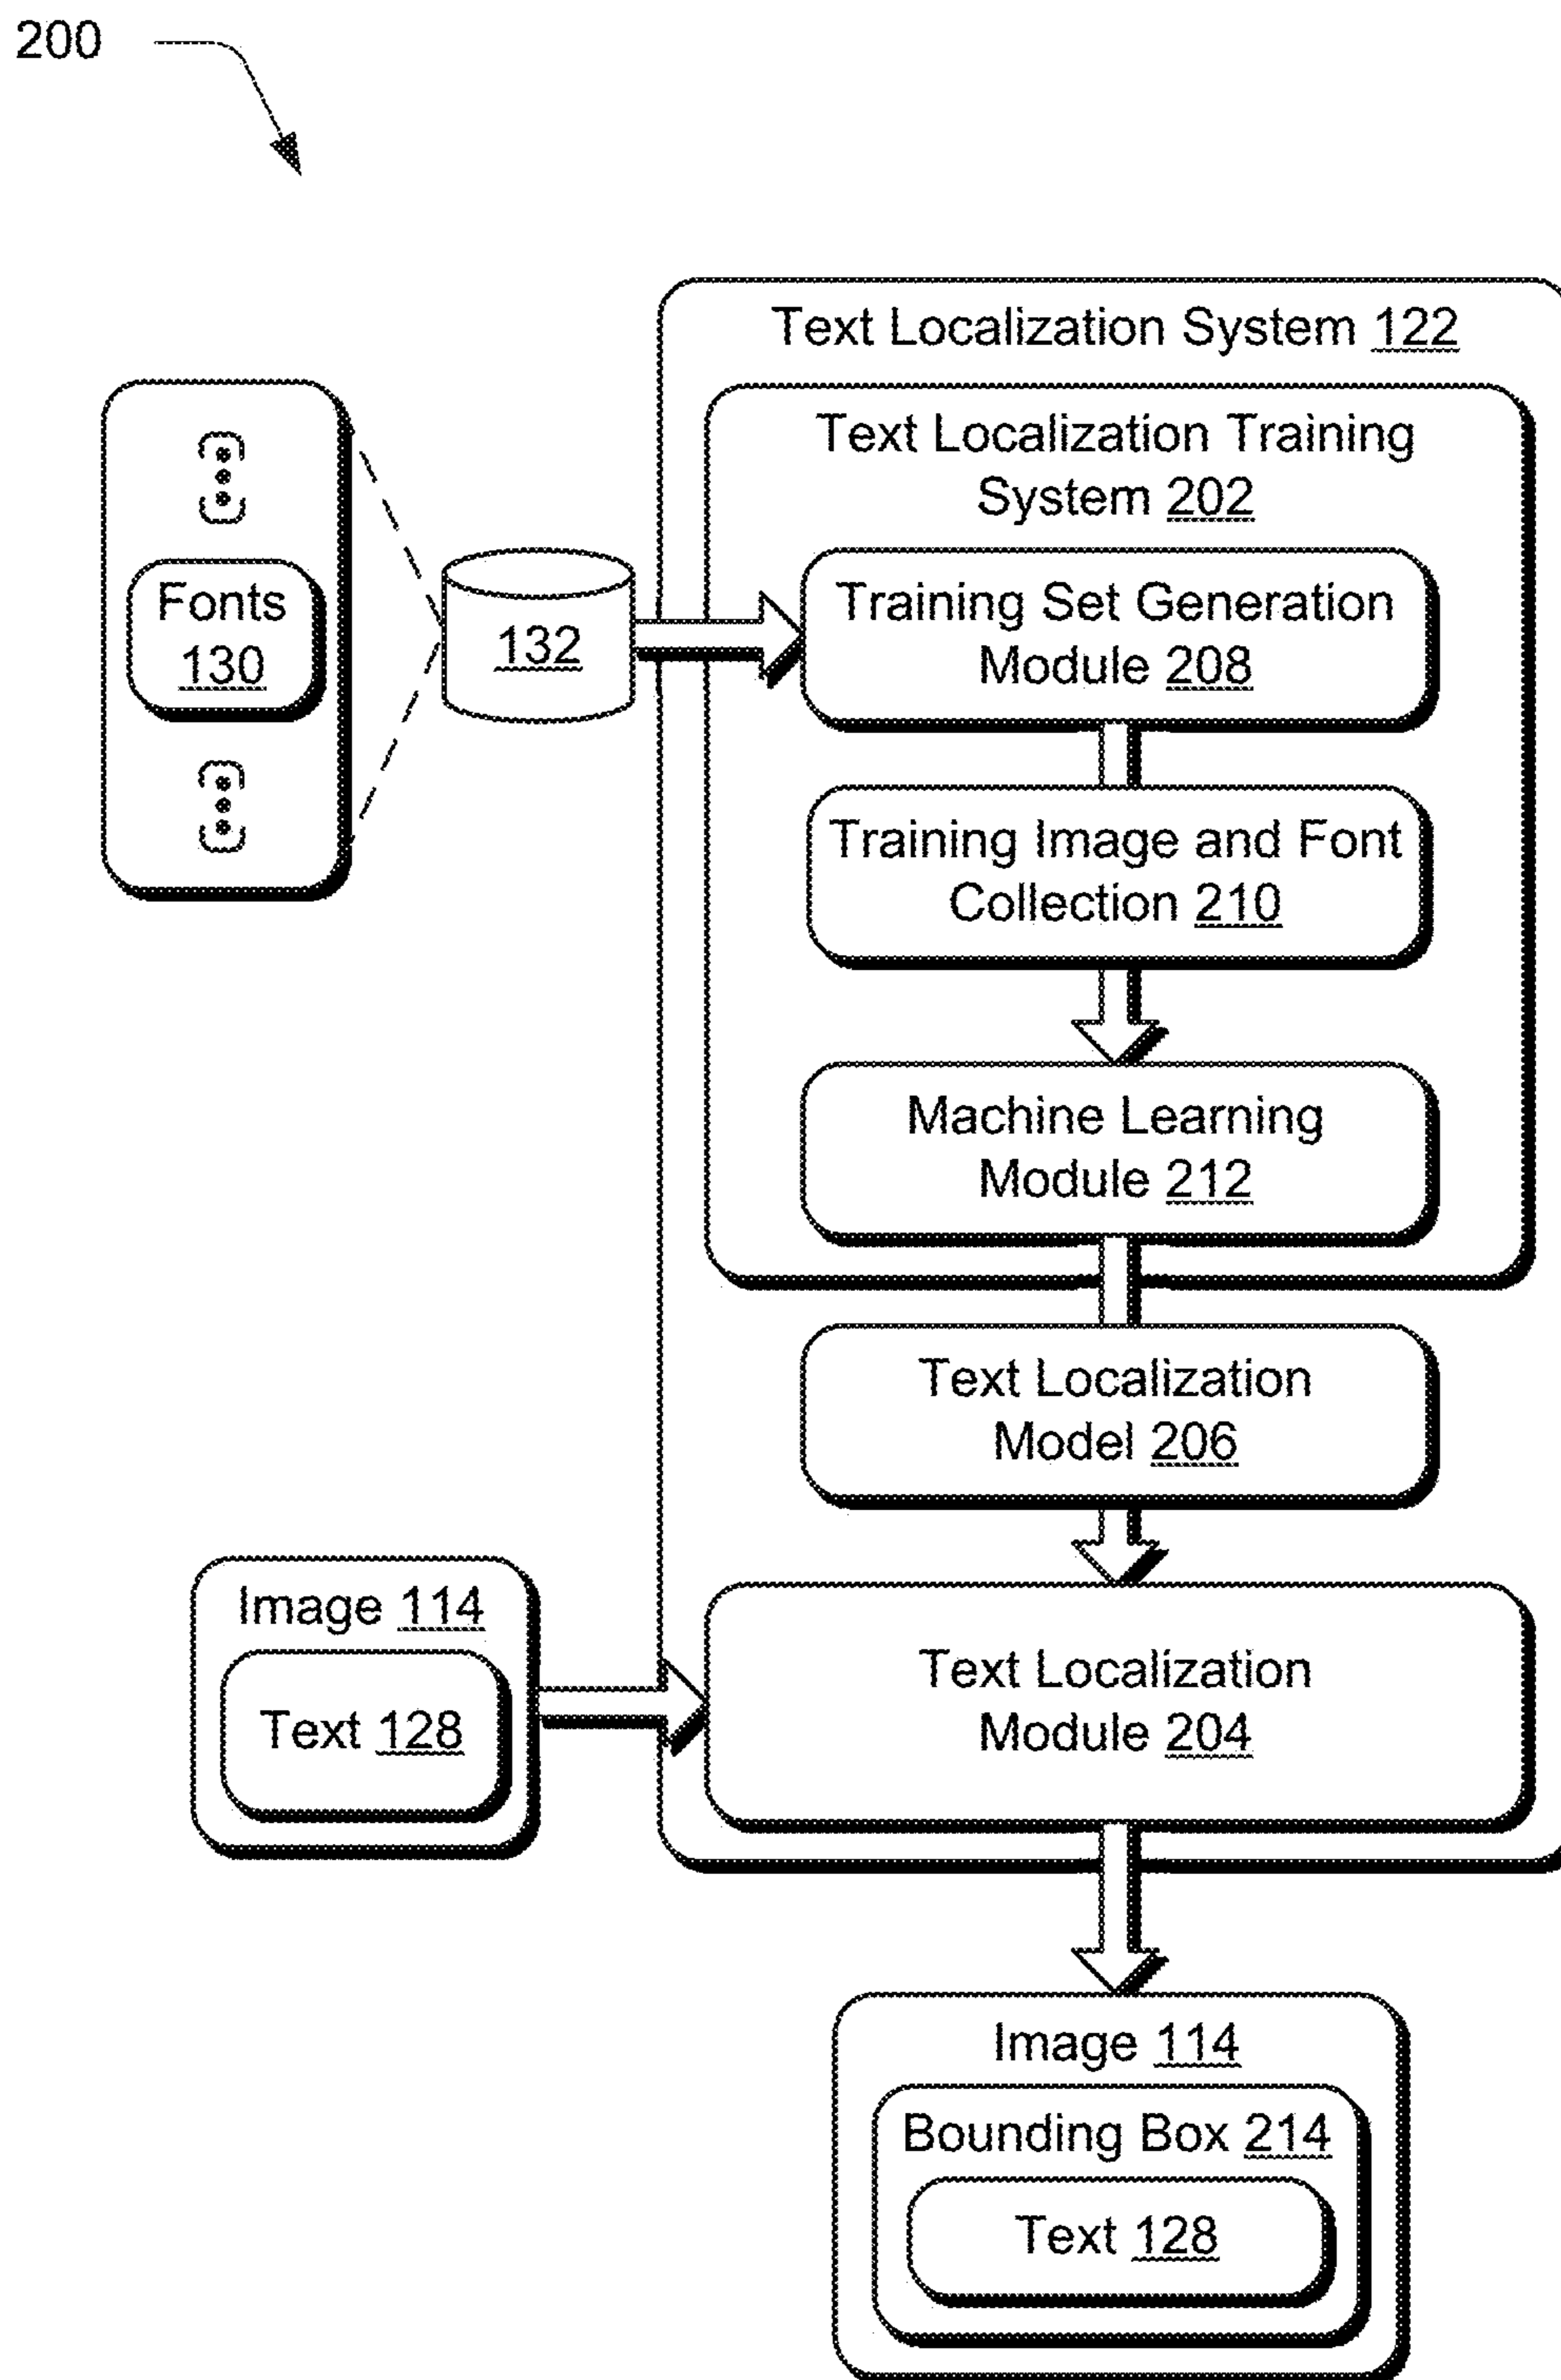 200
Text Localization System 122
Text Localization Training
System 202
Fonts
130
132
Training Set Generation
Module 208
Training Image and Font
Collection 210
Machine Learning
Module 212
Text Localization
Model 206
Image 114
Text 128
Text Localization
Module 204
Image 114
Bounding Box 214
Text 128